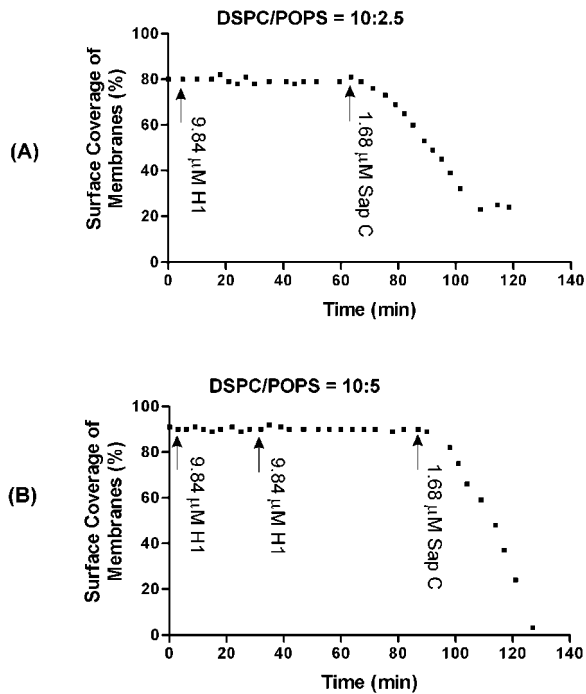 DSPC/POPS = 10:2.5
(A)
Surface Coverage of
Membranes (%)
100
80
60
40
20
0
9.84 μM H1
1.68 μM Sap C
0 20 40 60 80 100 120 140
Time (min)
DSPC/POPS = 10:5
(B)
Surface Coverage of
Membranes (%)
100
80
60
40
20
0
9.84 μM H1
9.84 μM H1
1.68 μM Sap C
0 20 40 60 80 100 120 140
Time (min)